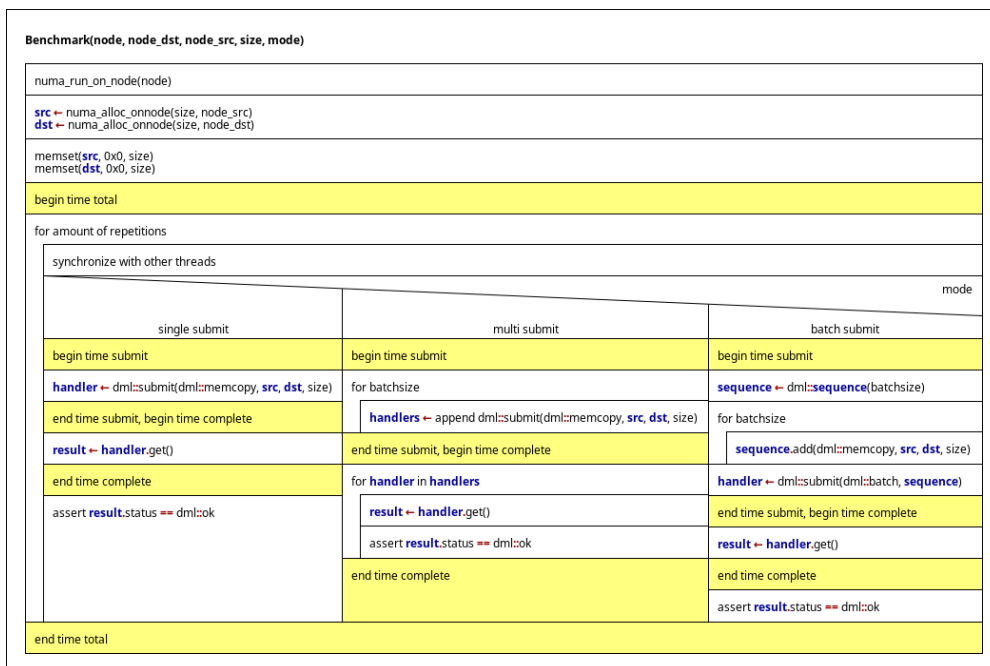 Benchmark(node, node_dst, node_src, size, mode)
numa_run_on_node(node)
src ← numa_alloc_onnode(size, node_src)
dst ← numa_alloc_onnode(size, node_dst)
memset(src, 0x0, size)
memset(dst, 0x0, size)
begin time total
for amount of repetitions
synchronize with other threads
mode
single submit
begin time submit
handler ← dml::submit(dml::memcopy, src, dst, size)
end time submit, begin time complete
result ← handler.get()
end time complete
assert result.status == dml::ok
multi submit
begin time submit
for batchsize
handlers ← append dml::submit(dml::memcopy, src, dst, size)
end time submit, begin time complete
for handler in handlers
result ← handler.get()
assert result.status == dml::ok
end time complete
batch submit
begin time submit
sequence ← dml::sequence(batchsize)
for batchsize
sequence.add(dml::memcopy, src, dst, size)
handler ← dml::submit(dml::batch, sequence)
end time submit, begin time complete
result ← handler.get()
end time complete
assert result.status == dml::ok
end time total